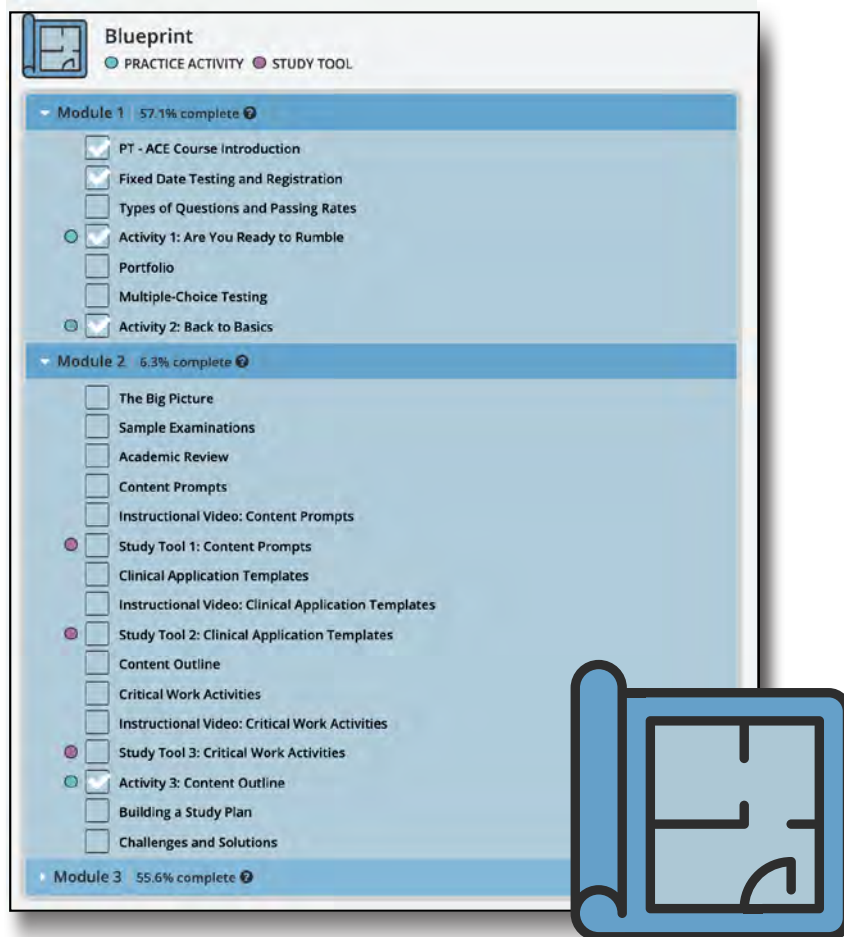 Blueprint
PRACTICE ACTIVITY STUDY TOOL
Module 1 57.1% complete ?
PT - ACE Course Introduction
Fixed Date Testing and Registration
Types of Questions and Passing Rates
Activity 1: Are You Ready to Rumble
Portfolio
Multiple-Choice Testing
Activity 2: Back to Basics
Module 2 6.3% complete ?
The Big Picture
Sample Examinations
Academic Review
Content Prompts
Instructional Video: Content Prompts
Study Tool 1: Content Prompts
Clinical Application Templates
Instructional Video: Clinical Application Templates
Study Tool 2: Clinical Application Templates
Content Outline
Critical Work Activities
Instructional Video: Critical Work Activities
Study Tool 3: Critical Work Activities
Activity 3: Content Outline
Building a Study Plan
Challenges and Solutions
Module 3 55.6% complete ?